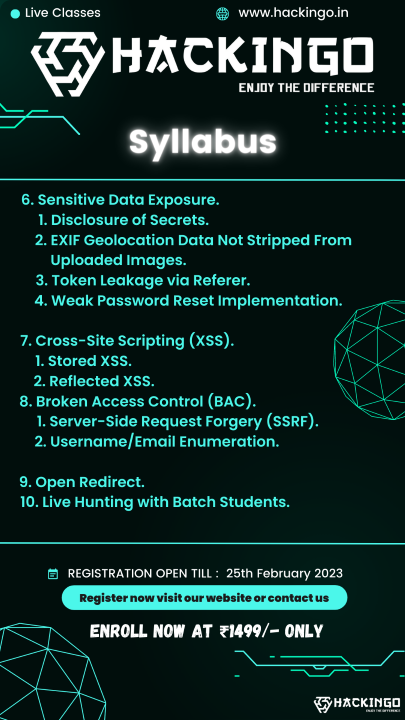 Live Classes
www.hackingo.in
HACKINGO
ENJOY THE DIFFERENCE
Syllabus
6. Sensitive Data Exposure.
1. Disclosure of Secrets.
2. EXIF Geolocation Data Not Stripped From
Uploaded Images.
3. Token Leakage via Referer.
4. Weak Password Reset Implementation.
7. Cross-Site Scripting (XSS).
1. Stored XSS.
2. Reflected XSS.
8. Broken Access Control (BAC).
1. Server-Side Request Forgery (SSRF).
2. Username/Email Enumeration.
9. Open Redirect.
10. Live Hunting with Batch Students.
REGISTRATION OPEN TILL : 25th February 2023
Register now visit our website or contact us
ENROLL NOW AT ₹1499/- ONLY
HACKINGO
ENJOY THE DIFFERENCE